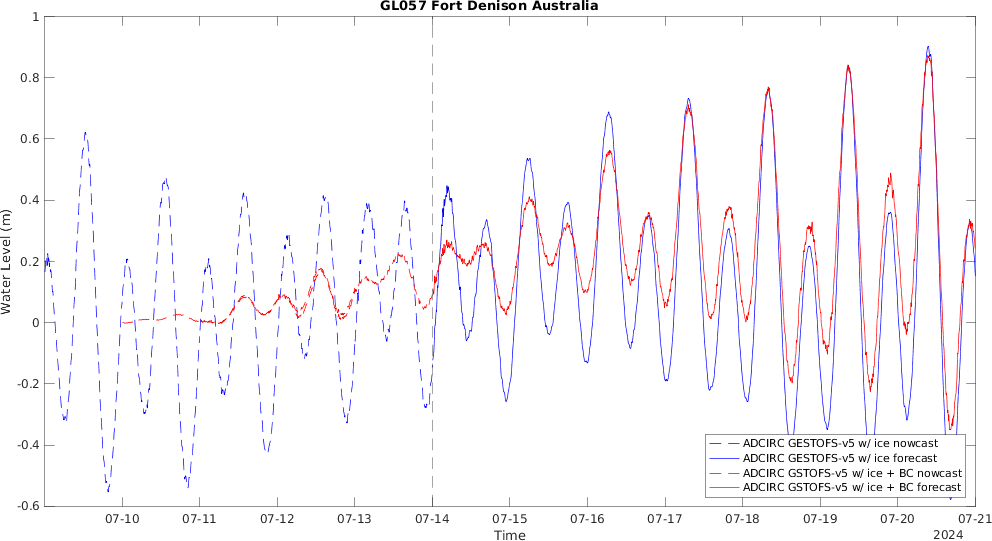 GL057 Fort Denison Australia
Water Level (m)
1
0.8
0.6
0.4
0.2
0
-0.2
-0.4
-0.6
ADCIRC GESTOFS-v5 w/ ice nowcast
ADCIRC GESTOFS-v5 w/ ice forecast
ADCIRC GSTOFS-v5 w/ ice + BC nowcast
ADCIRC GSTOFS-v5 w/ ice + BC forecast
07-10 07-11 07-12 07-13 07-14 07-15 07-16 07-17 07-18 07-19 07-20 07-21
Time
2024